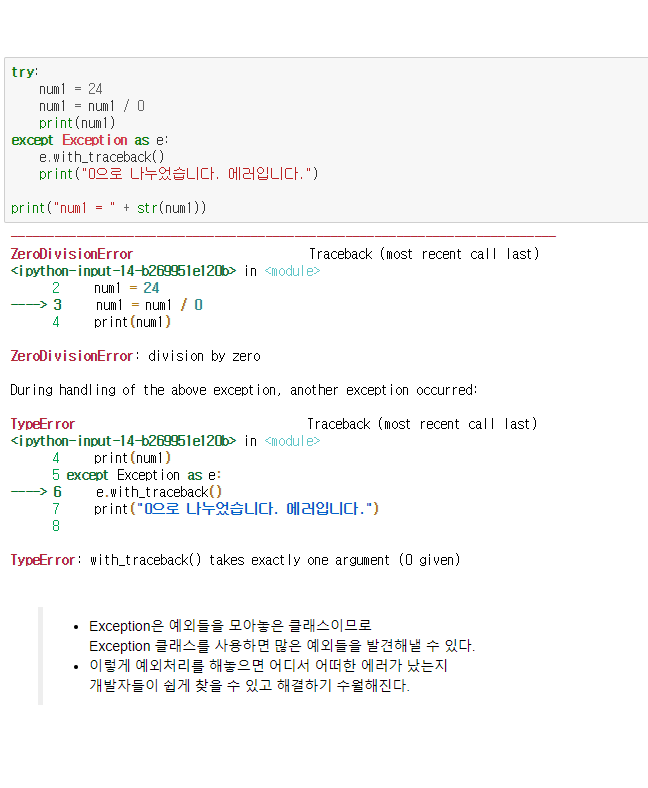 try:
    num1 = 24
    num1 = num1 / 0
    print(num1)
except Exception as e:
    e.with_traceback()
    print("0으로 나누었습니다. 에러입니다.")
print("num1 = " + str(num1))
---------------------------------------------------------------------------
ZeroDivisionError                         Traceback (most recent call last)
<ipython-input-14-b269951e120b> in <module>
      2     num1 = 24
----> 3     num1 = num1 / 0
      4     print(num1)
ZeroDivisionError: division by zero
During handling of the above exception, another exception occurred:
TypeError                                 Traceback (most recent call last)
<ipython-input-14-b269951e120b> in <module>
      4     print(num1)
      5 except Exception as e:
----> 6     e.with_traceback()
      7     print("0으로 나누었습니다. 에러입니다.")
      8
TypeError: with_traceback() takes exactly one argument (0 given)
• Exception은 예외들을 모아놓은 클래스이므로
Exception 클래스를 사용하면 많은 예외들을 발견해낼 수 있다.
• 이렇게 예외처리를 해놓으면 어디서 어떠한 에러가 났는지
개발자들이 쉽게 찾을 수 있고 해결하기 수월해진다.